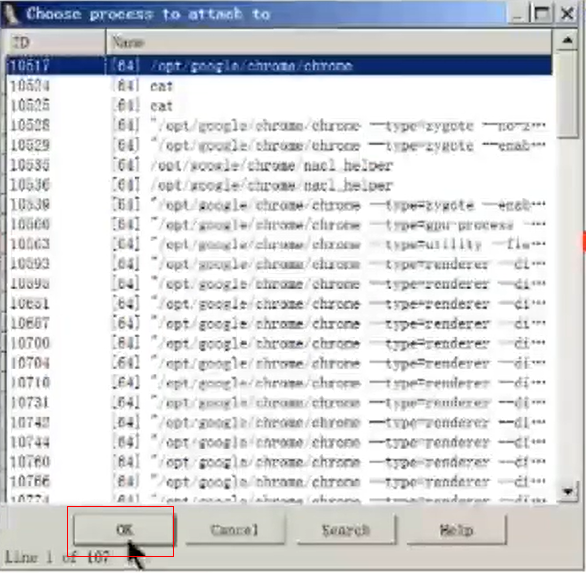 Choose process to attach to
ID Name
10517 [64] /opt/google/chrome/chrome
10524 [64] cat
10525 [64] cat
10528 [64] "/opt/google/chrome/chrome --type=zygote --no-z…
10529 [64] "/opt/google/chrome/chrome --type=zygote --enab…
10535 [64] /opt/google/chrome/nacl_helper
10536 [64] /opt/google/chrome/nacl_helper
10539 [64] "/opt/google/chrome/chrome --type=zygote --enab…
[64] "/opt/google/chrome/chrome --type=gpu-process …
10563 [64] "/opt/google/chrome/chrome --type=utility --fie…
10593 [64] "/opt/google/chrome/chrome --type=renderer --di…
10595 [64] "/opt/google/chrome/chrome --type=renderer --di…
10651 [64] "/opt/google/chrome/chrome --type=renderer --di…
10687 [64] "/opt/google/chrome/chrome --type=renderer --di…
10700 [64] "/opt/google/chrome/chrome --type=renderer --di…
10704 [64] "/opt/google/chrome/chrome --type=renderer --di…
10710 [64] "/opt/google/chrome/chrome --type=renderer --di…
10731 [64] "/opt/google/chrome/chrome --type=renderer --di…
10742 [64] "/opt/google/chrome/chrome --type=renderer --di…
10744 [64] "/opt/google/chrome/chrome --type=renderer --di…
10760 [64] "/opt/google/chrome/chrome --type=renderer --di…
10766 [64] "/opt/google/chrome/chrome --type=renderer --di…
10774 [64] "/opt/google/chrome/chrome --type=renderer --di…
OK Cancel Search Help
Line 1 of 107